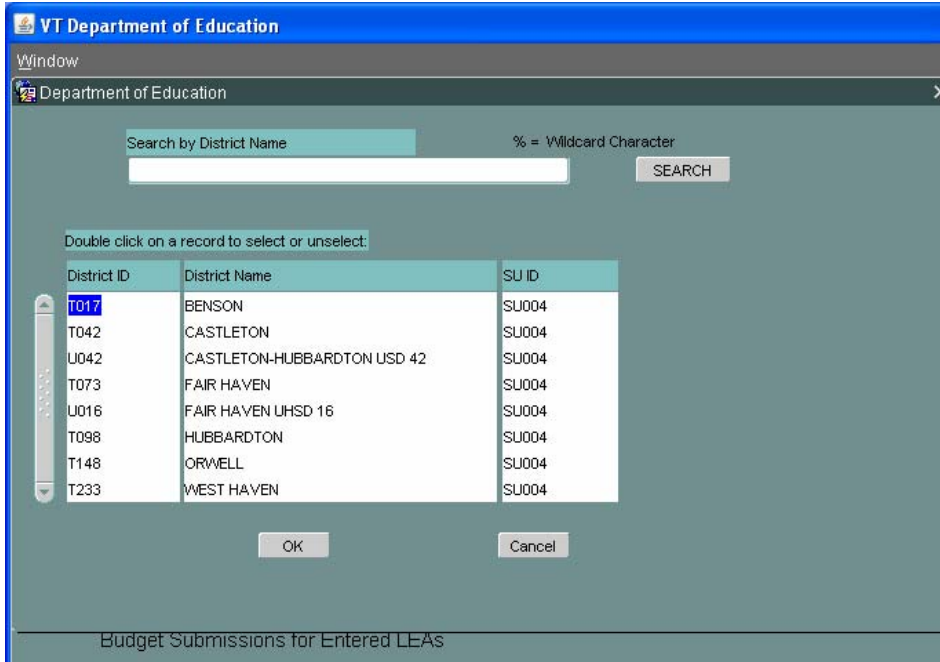 VT Department of Education
Window
Department of Education
Search by District Name % = Wildcard Character
SEARCH
Double click on a record to select or unselect:
District ID District Name SU ID
T017 BENSON SU004
T042 CASTLETON SU004
U042 CASTLETON-HUBBARDTON USD 42 SU004
T073 FAIR HAVEN SU004
U016 FAIR HAVEN UHSD 16 SU004
T098 HUBBARDTON SU004
T148 ORWELL SU004
T233 WEST HAVEN SU004
OK Cancel
Budget Submissions for Entered LEAs